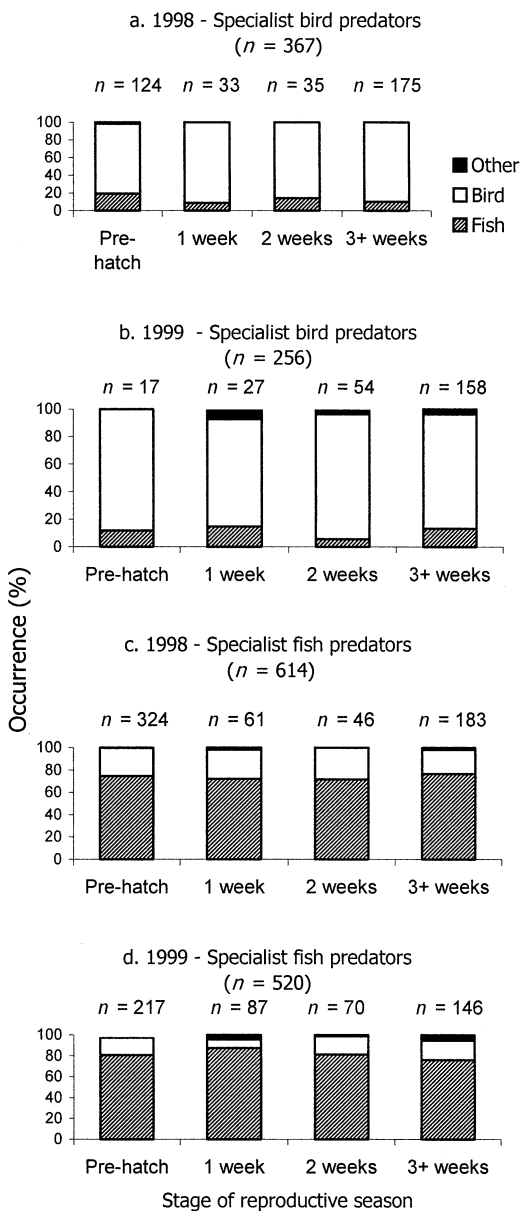 a. 1998 - Specialist bird predators
(n = 367)
n = 124 n = 33 n = 35 n = 175
100
80
60
40
20
0
Pre-
hatch
1 week 2 weeks 3+ weeks
Other
Bird
Fish
b. 1999 - Specialist bird predators
(n = 256)
n = 17 n = 27 n = 54 n = 158
100
80
60
40
20
0
Pre-hatch 1 week 2 weeks 3+ weeks
Occurrence (%)
c. 1998 - Specialist fish predators
(n = 614)
n = 324 n = 61 n = 46 n = 183
100
80
60
40
20
0
Pre-hatch 1 week 2 weeks 3+ weeks
d. 1999 - Specialist fish predators
(n = 520)
n = 217 n = 87 n = 70 n = 146
100
80
60
40
20
0
Pre-hatch 1 week 2 weeks 3+ weeks
Stage of reproductive season